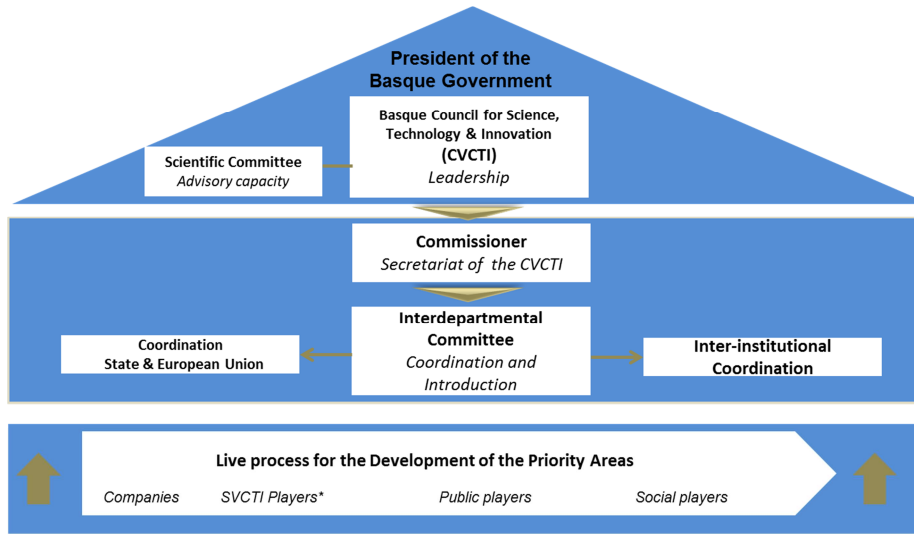 President of the
Basque Government
Basque Council for Science,
Technology & Innovation
(CVCTI)
Leadership
Scientific Committee
Advisory capacity
Commissioner
Secretariat of the CVCTI
Interdepartmental
Committee
Coordination and
Introduction
Coordination
State & European Union
Inter-institutional
Coordination
Live process for the Development of the Priority Areas
Companies SVCTI Players* Public players Social players